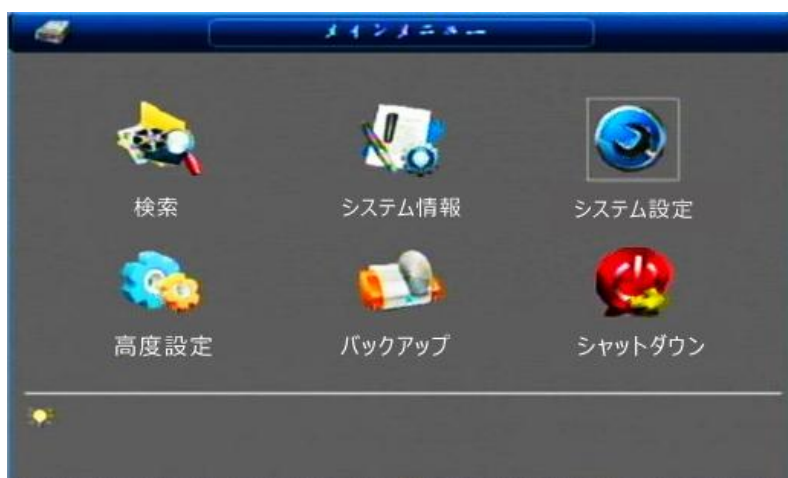 メインメニュー
検索
システム情報
システム設定
高度設定
バックアップ
シャットダウン